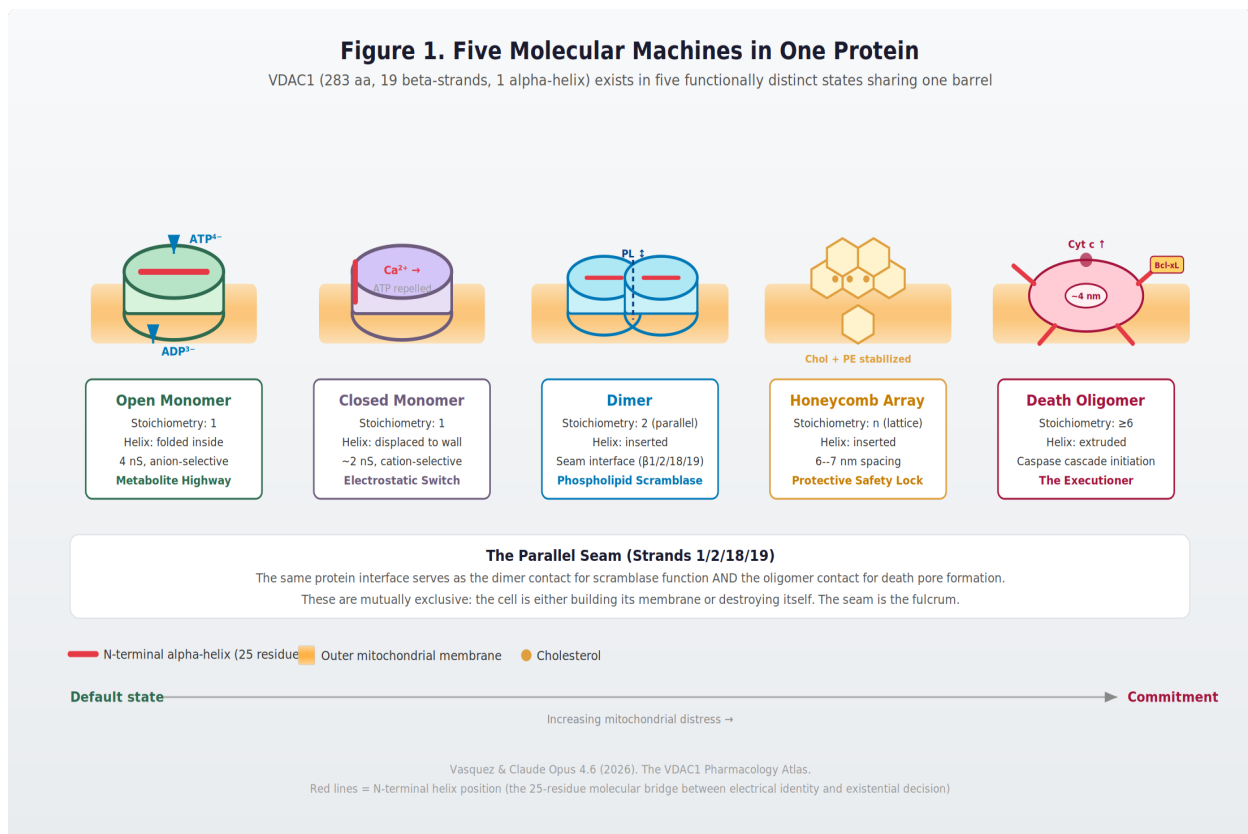 Figure 1. Five Molecular Machines in One Protein
VDAC1 (283 aa, 19 beta-strands, 1 alpha-helix) exists in five functionally distinct states sharing one barrel
ATP⁴⁻
ADP³⁻
Ca²⁺ →
ATP repelled
PL ↕
Chol + PE stabilized
Cyt c ↑
Bcl-xL
~4 nm
Open Monomer
Stoichiometry: 1
Helix: folded inside
4 nS, anion-selective
Metabolite Highway
Closed Monomer
Stoichiometry: 1
Helix: displaced to wall
~2 nS, cation-selective
Electrostatic Switch
Dimer
Stoichiometry: 2 (parallel)
Helix: inserted
Seam interface (β1/2/18/19)
Phospholipid Scramblase
Honeycomb Array
Stoichiometry: n (lattice)
Helix: inserted
6--7 nm spacing
Protective Safety Lock
Death Oligomer
Stoichiometry: ≥6
Helix: extruded
Caspase cascade initiation
The Executioner
The Parallel Seam (Strands 1/2/18/19)
The same protein interface serves as the dimer contact for scramblase function AND the oligomer contact for death pore formation.
These are mutually exclusive: the cell is either building its membrane or destroying itself. The seam is the fulcrum.
N-terminal alpha-helix (25 residue
Outer mitochondrial membrane
Cholesterol
Default state
Commitment
Increasing mitochondrial distress →
Vasquez & Claude Opus 4.6 (2026). The VDAC1 Pharmacology Atlas.
Red lines = N-terminal helix position (the 25-residue molecular bridge between electrical identity and existential decision)